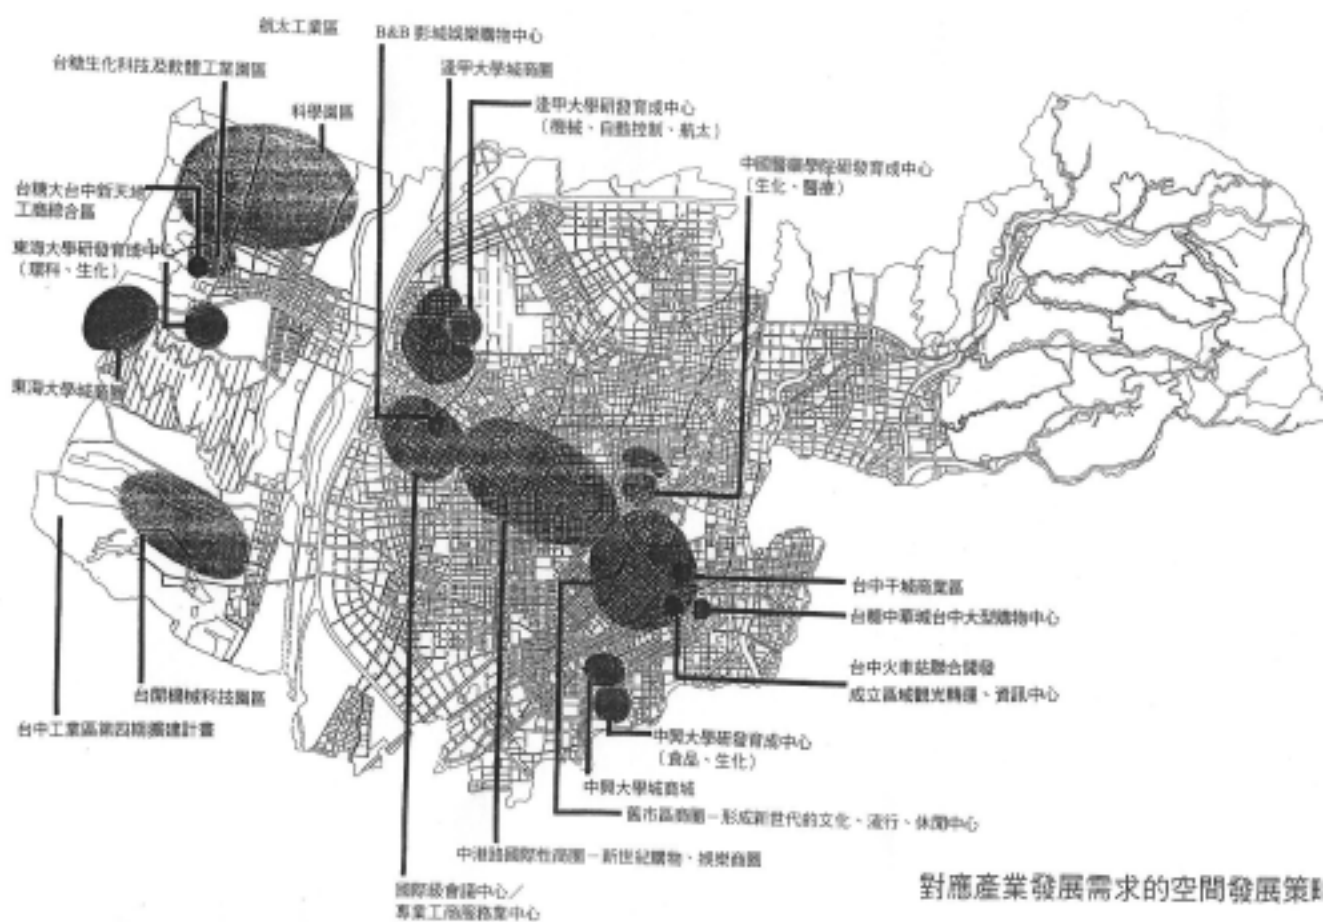 航太工業區
B&B 影城娛樂購物中心
台糖生化科技及軟體工業園區
逢甲大學城商圈
科學園區
逢甲大學研發育成中心
（機械、自動控制、航太）
中國醫藥學院研發育成中心
（生化、醫療）
台糖大台中新天地
工商綜合區
東海大學研發育成中心
（環科、生化）
東海大學城商圈
台中干城商業區
台糖中華城台中大型購物中心
台中火車站聯合開發
成立區域觀光轉運、資訊中心
台開機械科技園區
台中工業區第四期擴建計畫
中興大學研發育成中心
（食品、生化）
中興大學城商城
舊市區商圈－形成新世代的文化、流行、休閒中心
中港路國際性商圈－新世紀購物、娛樂商圈
國際級會議中心／
專業工商服務業中心
對應產業發展需求的空間發展策略